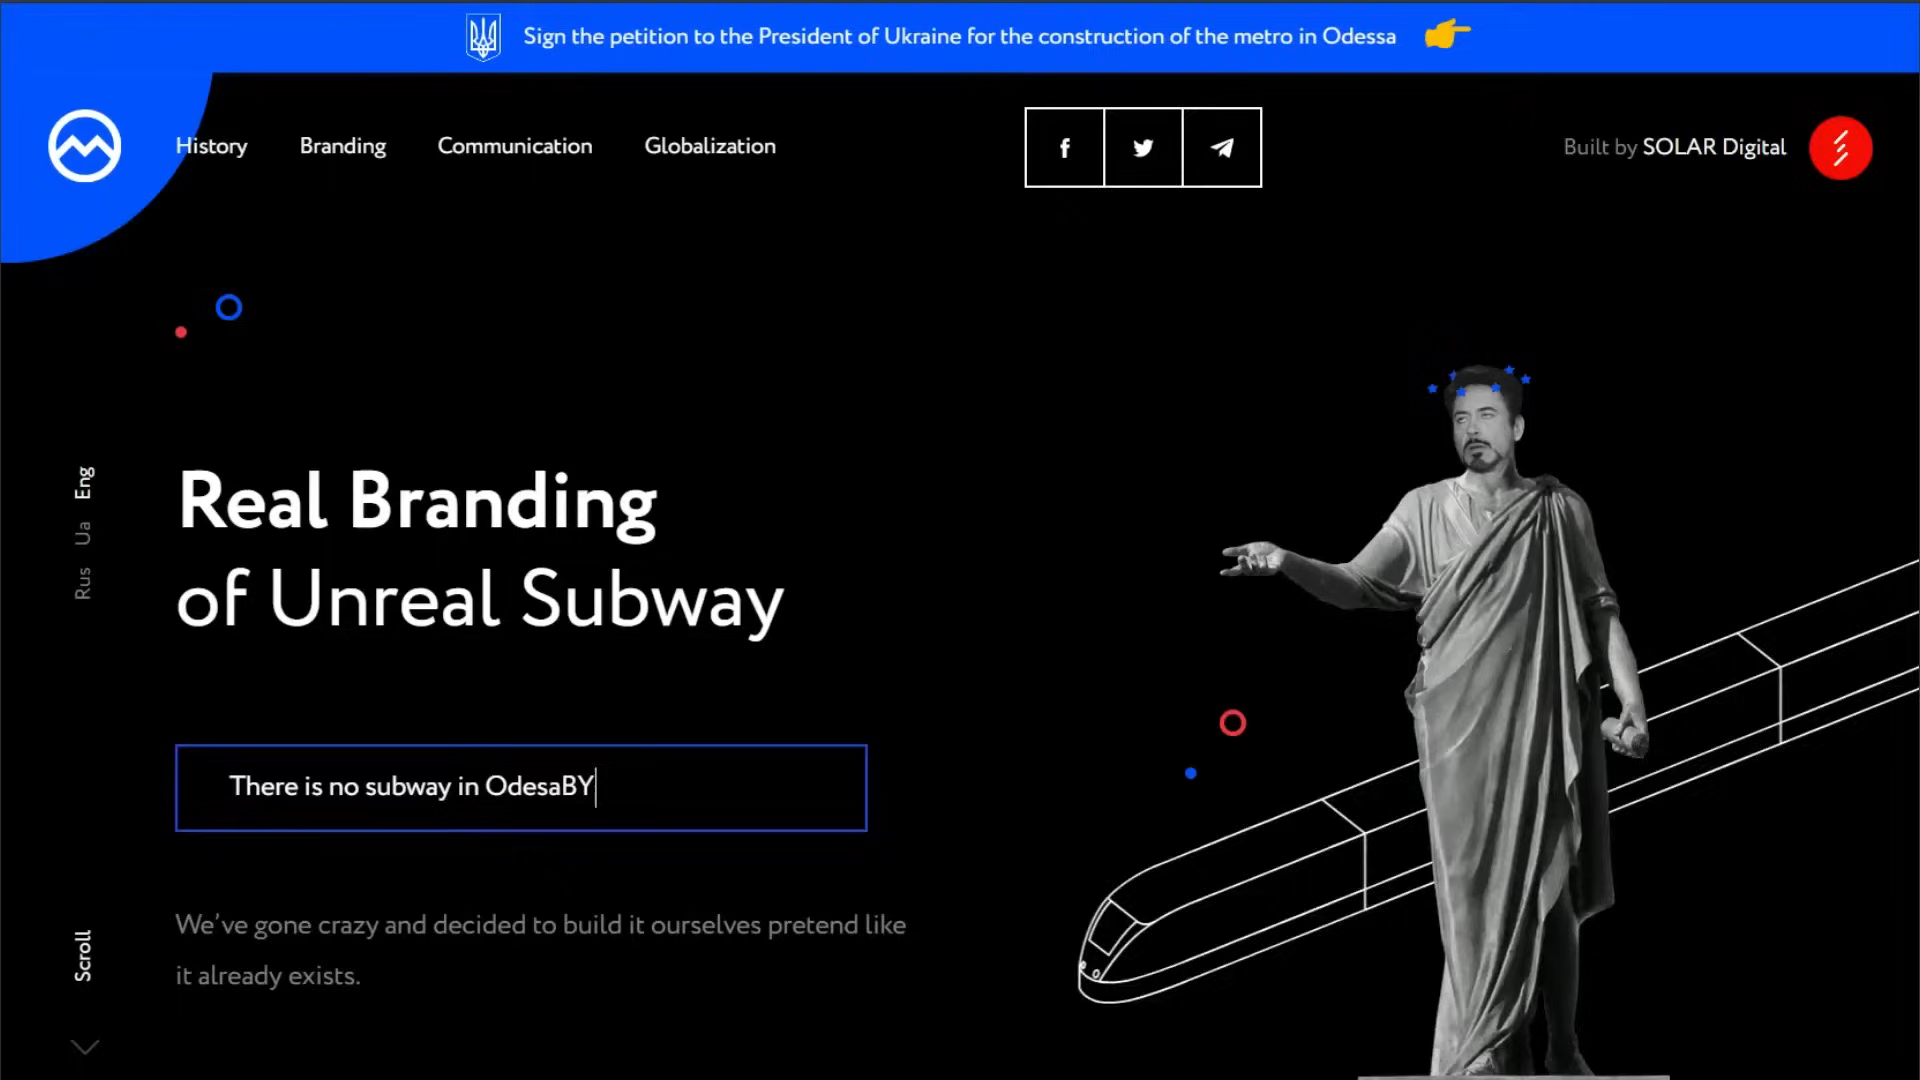 Sign the petition to the President of Ukraine for the construction of the metro in Odessa
History Branding Communication Globalization
f
Built by SOLAR Digital
Real Branding
of Unreal Subway
Eng
Ua
Rus
There is no subway in OdesaBY
We've gone crazy and decided to build it ourselves pretend like
it already exists.
Scroll